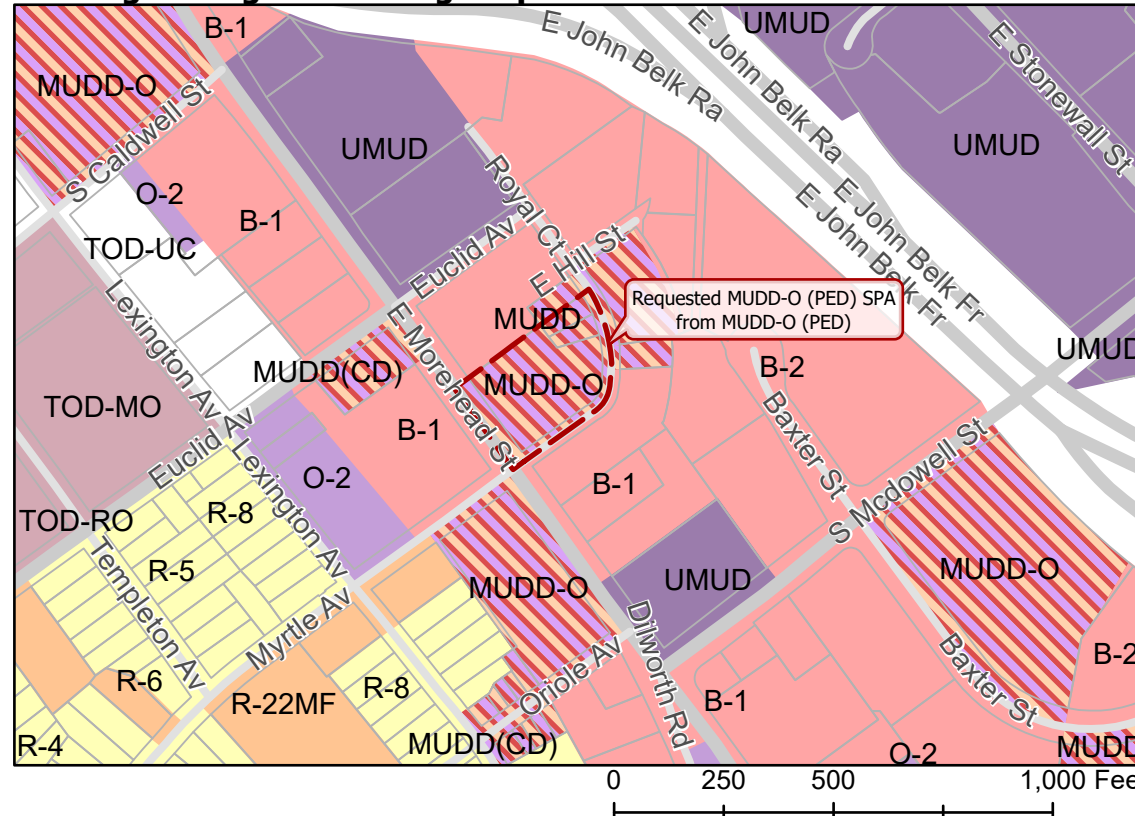 B-1
UMUD
E John Belk Ra
E John Belk Ra
E Stonewall St
MUDD-O
S Caldwell St
UMUD
UMUD
O-2
B-1
Royal Ct
E John Belk Fr
E John Belk Fr
TOD-UC
Euclid Av
E Hill St
Requested MUDD-O (PED) SPA
from MUDD-O (PED)
Lexington Av
E Morehead St
MUDD
UMUD
MUDD(CD)
MUDD-O
B-2
TOD-MO
B-1
Baxter St
Euclid Av
Lexington Av
O-2
B-1
S Mcdowell St
TOD-RO
R-8
R-5
Templeton Av
MUDD-O
UMUD
MUDD-O
Myrtle Av
Dilworth Rd
Oriole Av
Baxter St
B-2
R-6
R-22MF
R-8
B-1
R-4
MUDD(CD)
O-2
MUDD
0 250 500 1,000 Fee